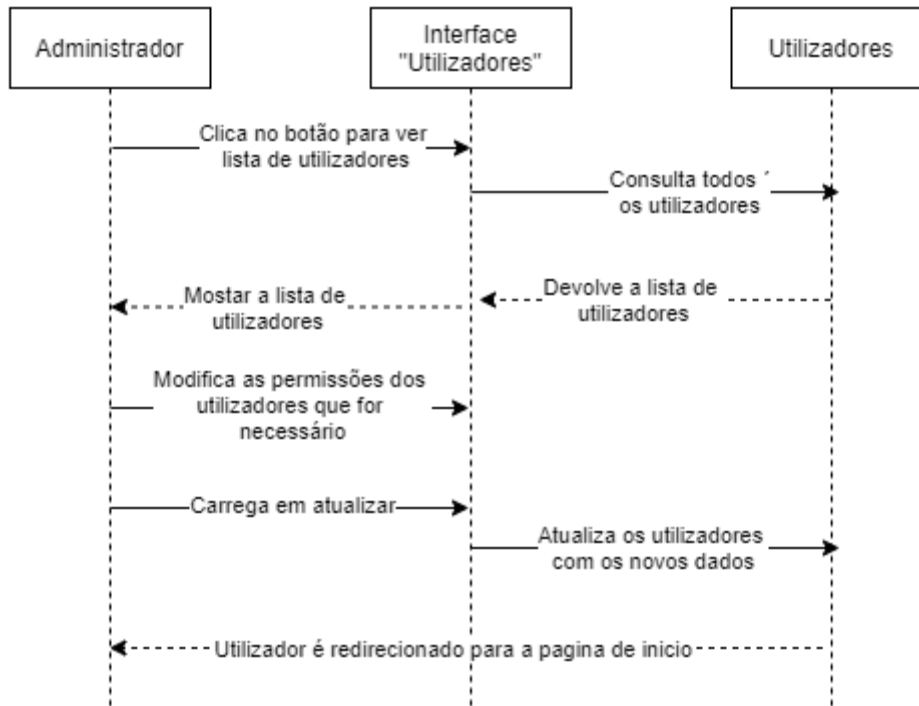 Administrador
Interface
"Utilizadores"
Utilizadores
Clica no botão para ver
lista de utilizadores
Consulta todos ´
os utilizadores
Devolve a lista de
utilizadores
Mostar a lista de
utilizadores
Modifica as permissões dos
utilizadores que for
necessário
Carrega em atualizar
Atualiza os utilizadores
com os novos dados
Utilizador é redirecionado para a pagina de inicio